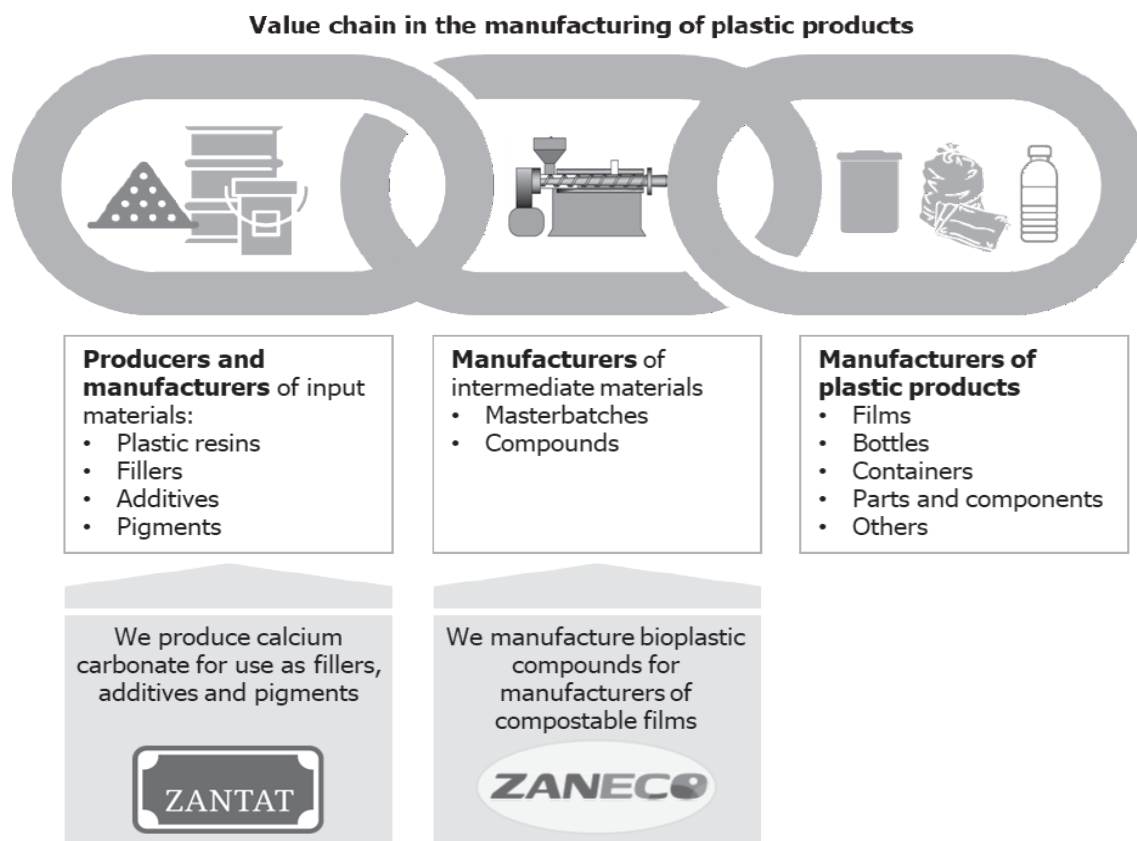 Value chain in the manufacturing of plastic products
Producers and
manufacturers of input
materials:
• Plastic resins
• Fillers
• Additives
• Pigments
Manufacturers of
intermediate materials
• Masterbatches
• Compounds
Manufacturers of
plastic products
• Films
• Bottles
• Containers
• Parts and components
• Others
We produce calcium
carbonate for use as fillers,
additives and pigments
ZANTAT
We manufacture bioplastic
compounds for
manufacturers of
compostable films
ZANECO